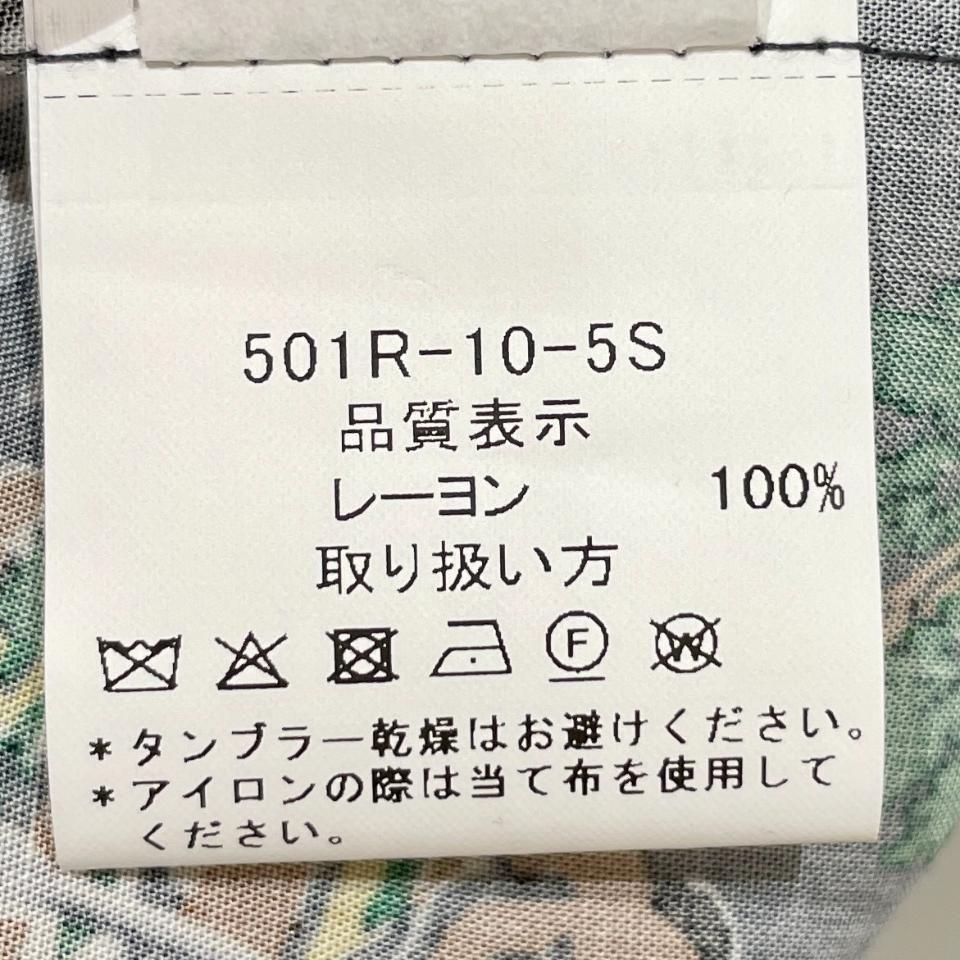 501R-10-5S
品質表示
レーヨン 100%
取り扱い方
F W
*タンブラー乾燥はお避けください。
*アイロンの際は当て布を使用して
ください。